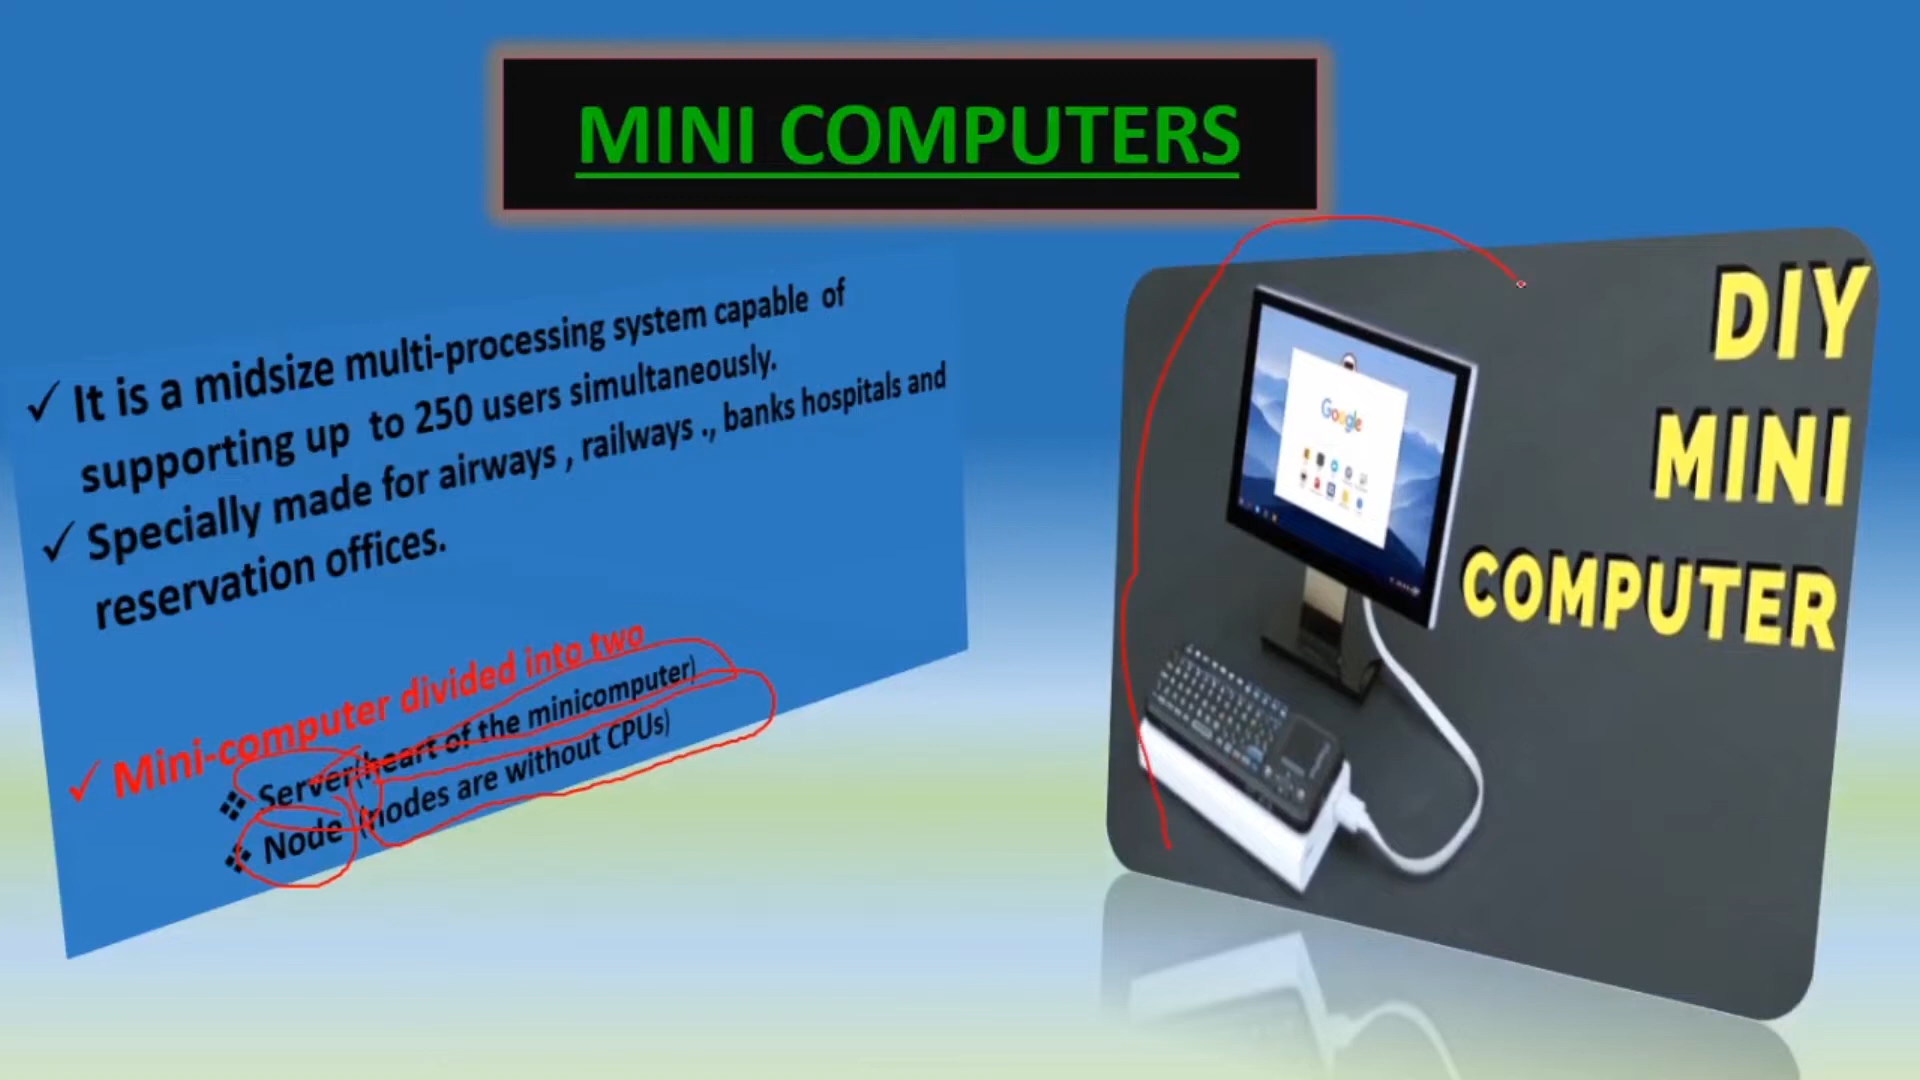 MINI COMPUTERS
✓ It is a midsize multi-processing system capable of
supporting up to 250 users simultaneously.
✓ Specially made for airways , railways ., banks hospitals and
reservation offices.
✓ Mini-computer divided into two
❖ Server(heart of the minicomputer)
❖ Node (nodes are without CPUs)
Google
DIY
MINI
COMPUTER